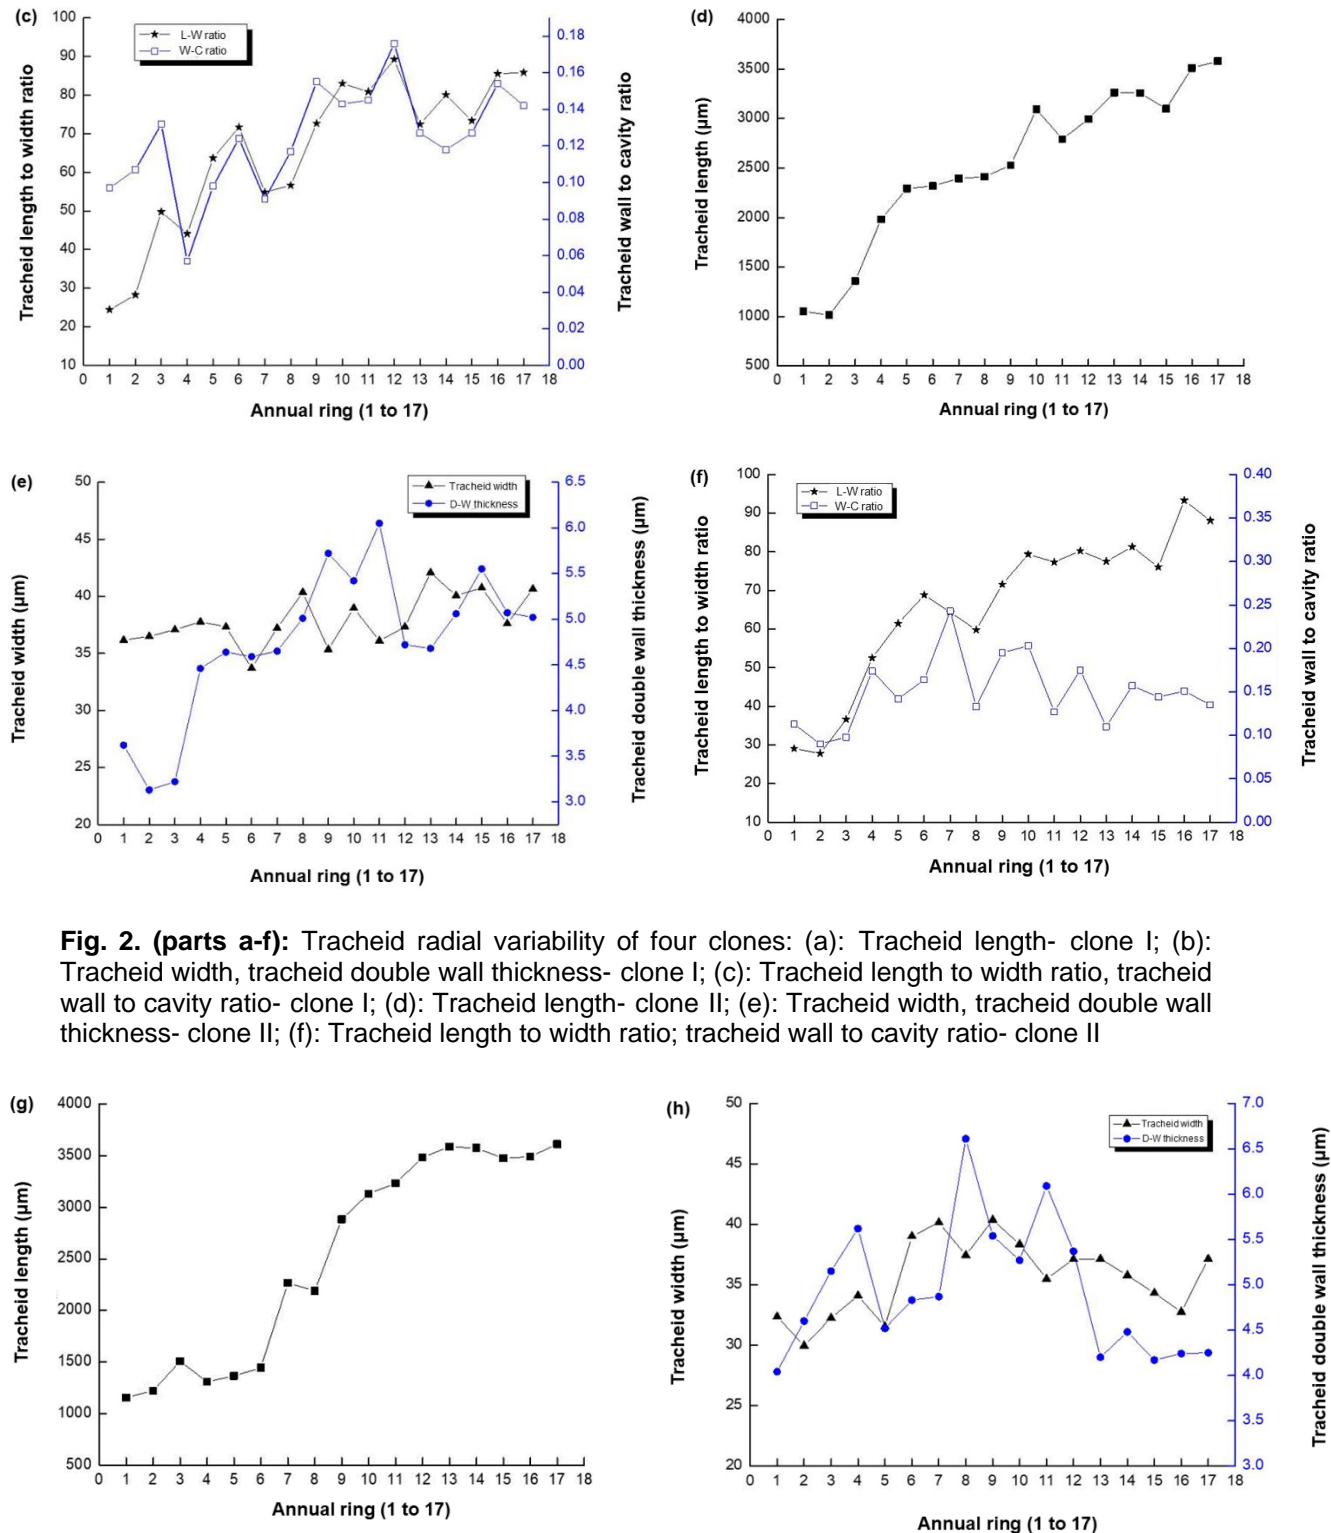 (c)
100
90
80
70
60
50
40
30
20
10
Tracheid length to width ratio
L-W ratio
W-C ratio
0.18
0.16
0.14
0.12
0.10
0.08
0.06
0.04
0.02
0.00
Tracheid wall to cavity ratio
0 1 2 3 4 5 6 7 8 9 10 11 12 13 14 15 16 17 18
Annual ring (1 to 17)
(d)
4000
3500
3000
2500
2000
1500
1000
500
Tracheid length (µm)
0 1 2 3 4 5 6 7 8 9 10 11 12 13 14 15 16 17 18
Annual ring (1 to 17)
(e)
50
45
40
35
30
25
20
Tracheid width (µm)
Tracheid width
D-W thickness
6.5
6.0
5.5
5.0
4.5
4.0
3.5
3.0
Tracheid double wall thickness (µm)
0 1 2 3 4 5 6 7 8 9 10 11 12 13 14 15 16 17 18
Annual ring (1 to 17)
(f)
100
90
80
70
60
50
40
30
20
10
Tracheid length to width ratio
L-W ratio
W-C ratio
0.40
0.35
0.30
0.25
0.20
0.15
0.10
0.05
0.00
Tracheid wall to cavity ratio
0 1 2 3 4 5 6 7 8 9 10 11 12 13 14 15 16 17 18
Annual ring (1 to 17)
Fig. 2. (parts a-f): Tracheid radial variability of four clones: (a): Tracheid length- clone I; (b):
Tracheid width, tracheid double wall thickness- clone I; (c): Tracheid length to width ratio, tracheid
wall to cavity ratio- clone I; (d): Tracheid length- clone II; (e): Tracheid width, tracheid double wall
thickness- clone II; (f): Tracheid length to width ratio; tracheid wall to cavity ratio- clone II
(g)
4000
3500
3000
2500
2000
1500
1000
500
Tracheid length (µm)
0 1 2 3 4 5 6 7 8 9 10 11 12 13 14 15 16 17 18
Annual ring (1 to 17)
(h)
50
45
40
35
30
25
20
Tracheid width (µm)
Tracheid width
D-W thickness
7.0
6.5
6.0
5.5
5.0
4.5
4.0
3.5
3.0
Tracheid double wall thickness (µm)
0 1 2 3 4 5 6 7 8 9 10 11 12 13 14 15 16 17 18
Annual ring (1 to 17)